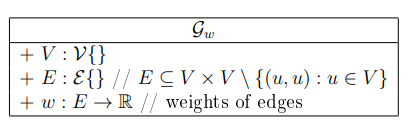 𝒢_w
+ V : 𝒱{}
+ E : ℰ{} // E ⊆ V × V \ {(u, u) : u ∈ V}
+ w : E → ℝ // weights of edges